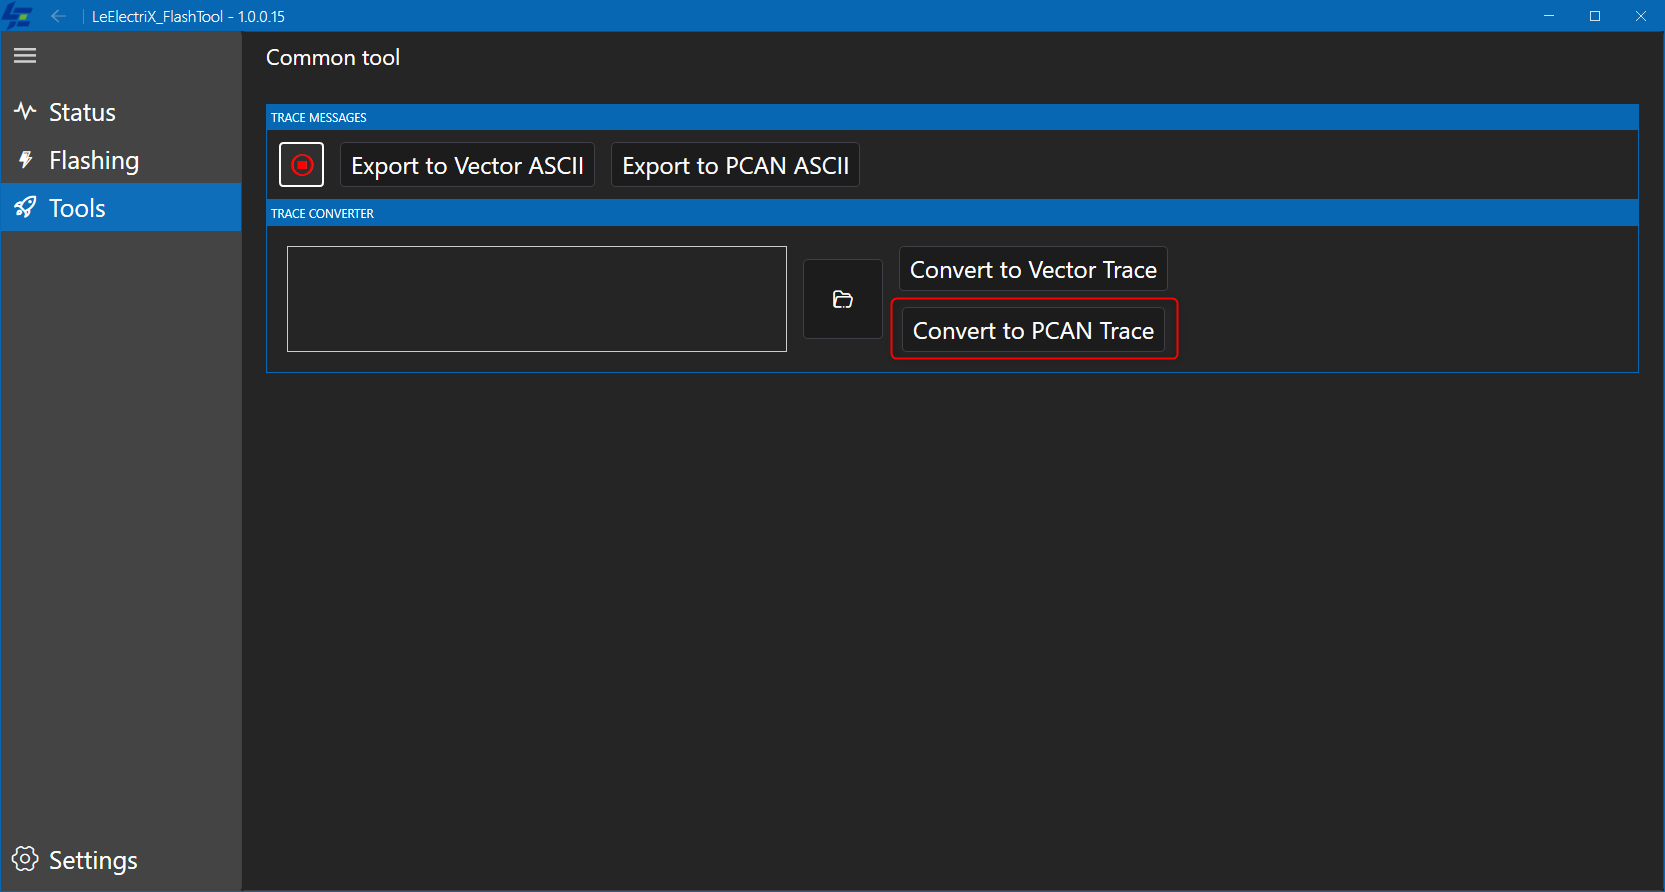 LeElectriX_FlashTool - 1.0.0.15
Status
Flashing
Tools
Settings
Common tool
TRACE MESSAGES
Export to Vector ASCII
Export to PCAN ASCII
TRACE CONVERTER
Convert to Vector Trace
Convert to PCAN Trace